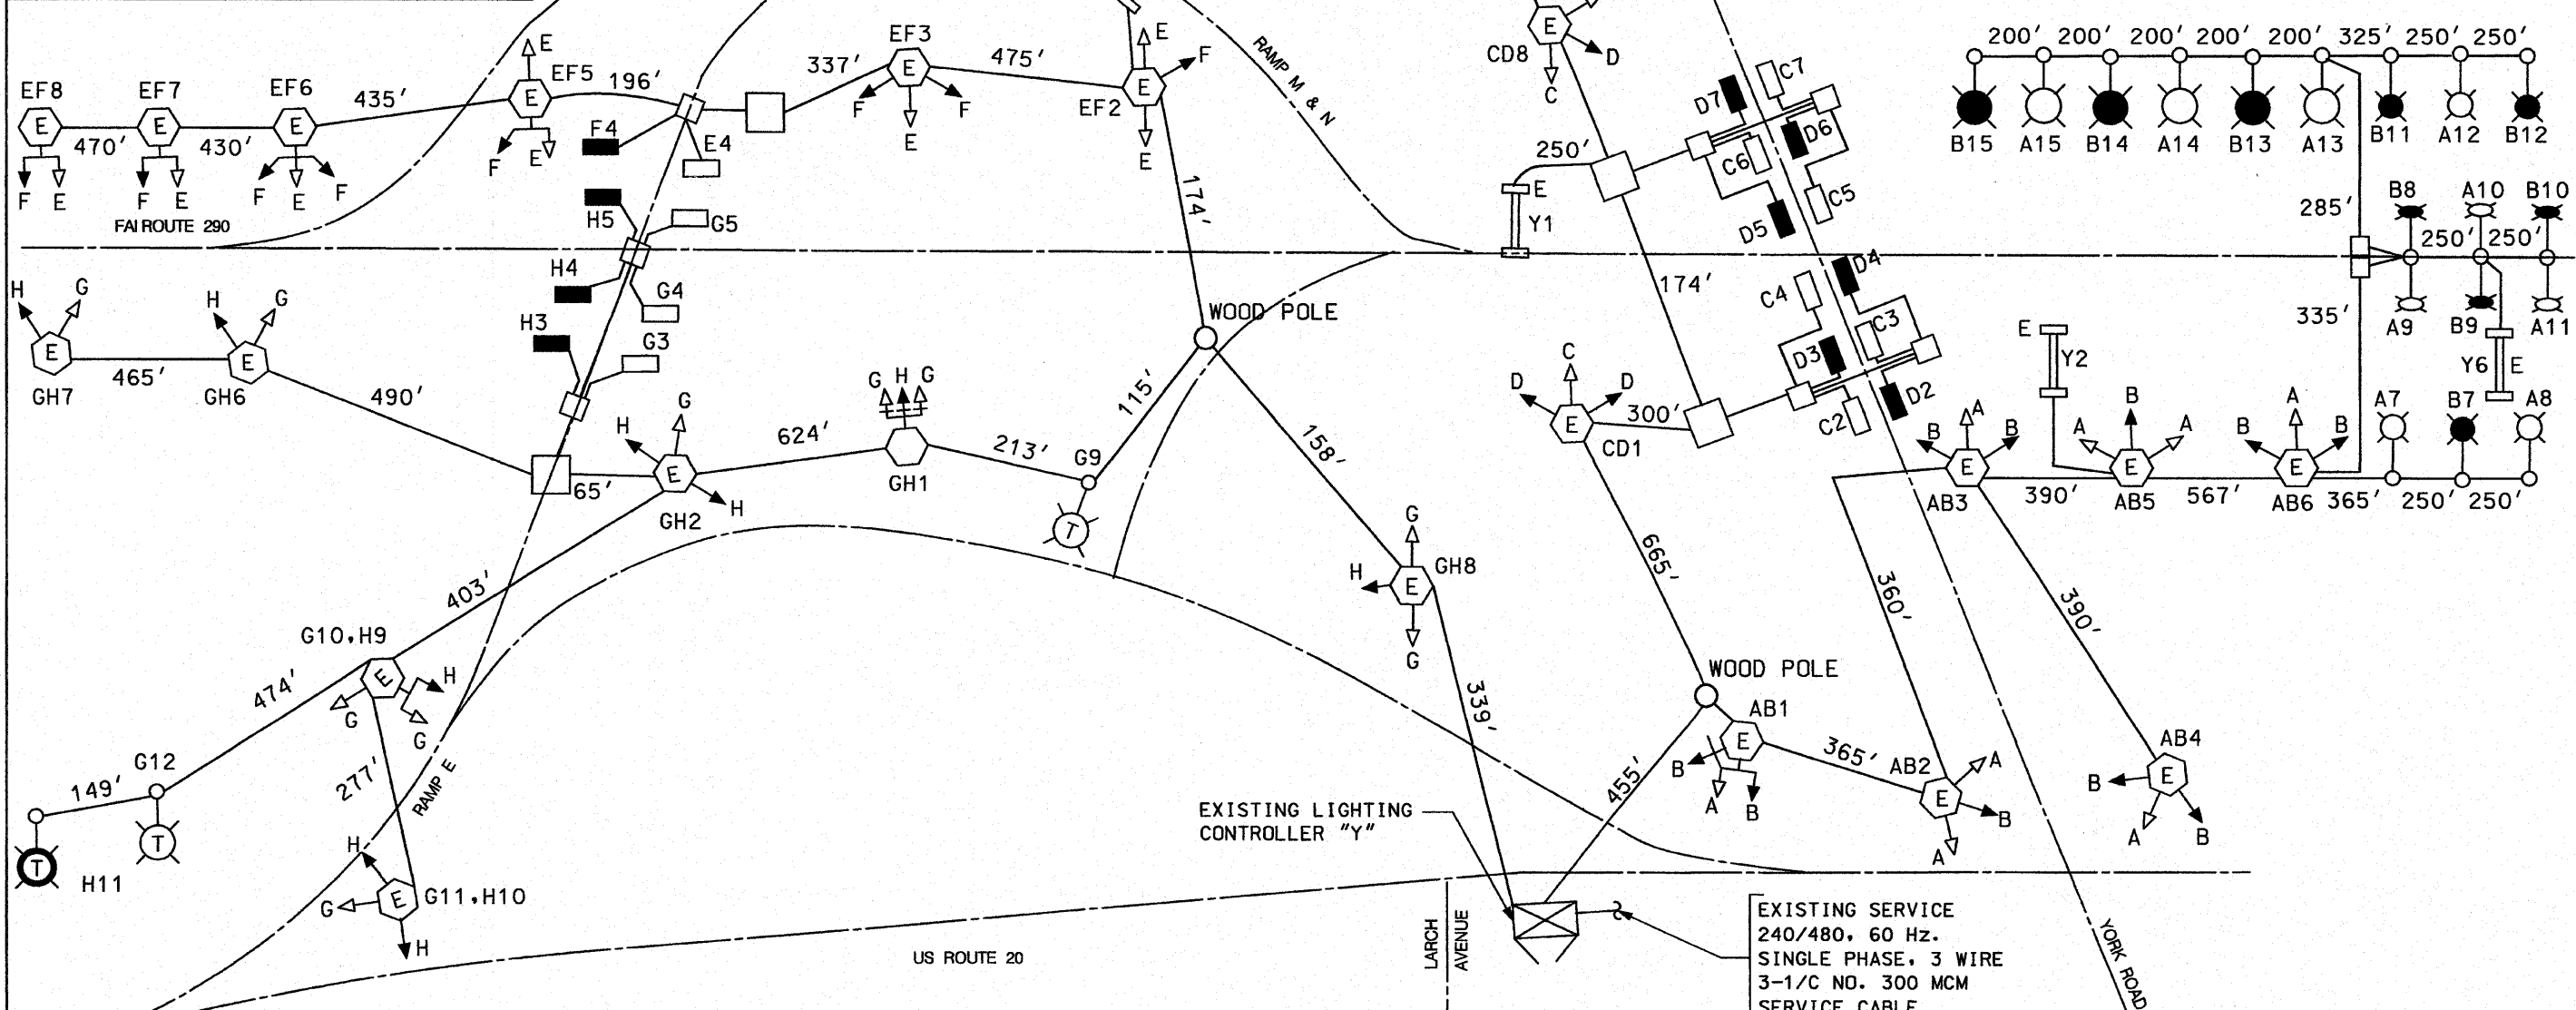 EF8
EF7
EF6
EF5
EF3
EF2
E
E
E
E
E
E
470'
430'
435'
196'
337'
475'
F4
E4
F E
F E
F E F
F E
E
F E F
E
F
E
RAMP M & N
FAI ROUTE 290
H5
G5
H4
G4
H3
G3
174'
WOOD POLE
H G
E
GH7
465'
H G
E
GH6
490'
65'
H
G
E
H
GH2
624'
G H G
GH1
213'
G9
T
115'
158'
403'
G10,H9
E
H
G
G
474'
G12
T
149'
T
H11
277'
RAMP E
H
G
E
H
G11,H10
US ROUTE 20
G
H
E
GH8
G
339'
E
CD8
D
C
250'
E
Y1
174'
D7
C7
D6
C6
C5
D5
D4
C4
C3
D3
D2
C2
C
D
D
E
CD1
300'
665'
WOOD POLE
455'
AB1
E
B
A
B
365'
AB2
E
A
B
A
360'
390'
AB4
E
B
A
B
E
Y2
B
A
B
E
AB3
390'
A
B
A
E
AB5
567'
B
A
B
E
AB6
365'
250'
250'
A7
B7
A8
200'
200'
200'
200'
200'
325'
250'
250'
B15
A15
B14
A14
B13
A13
B11
A12
B12
285'
335'
B8
A10
B10
250'
250'
A9
B9
A11
Y6
E
EXISTING LIGHTING
CONTROLLER "Y"
LARCH
AVENUE
YORK ROAD
EXISTING SERVICE
240/480, 60 Hz.
SINGLE PHASE, 3 WIRE
3-1/C NO. 300 MCM
SERVICE CABLE